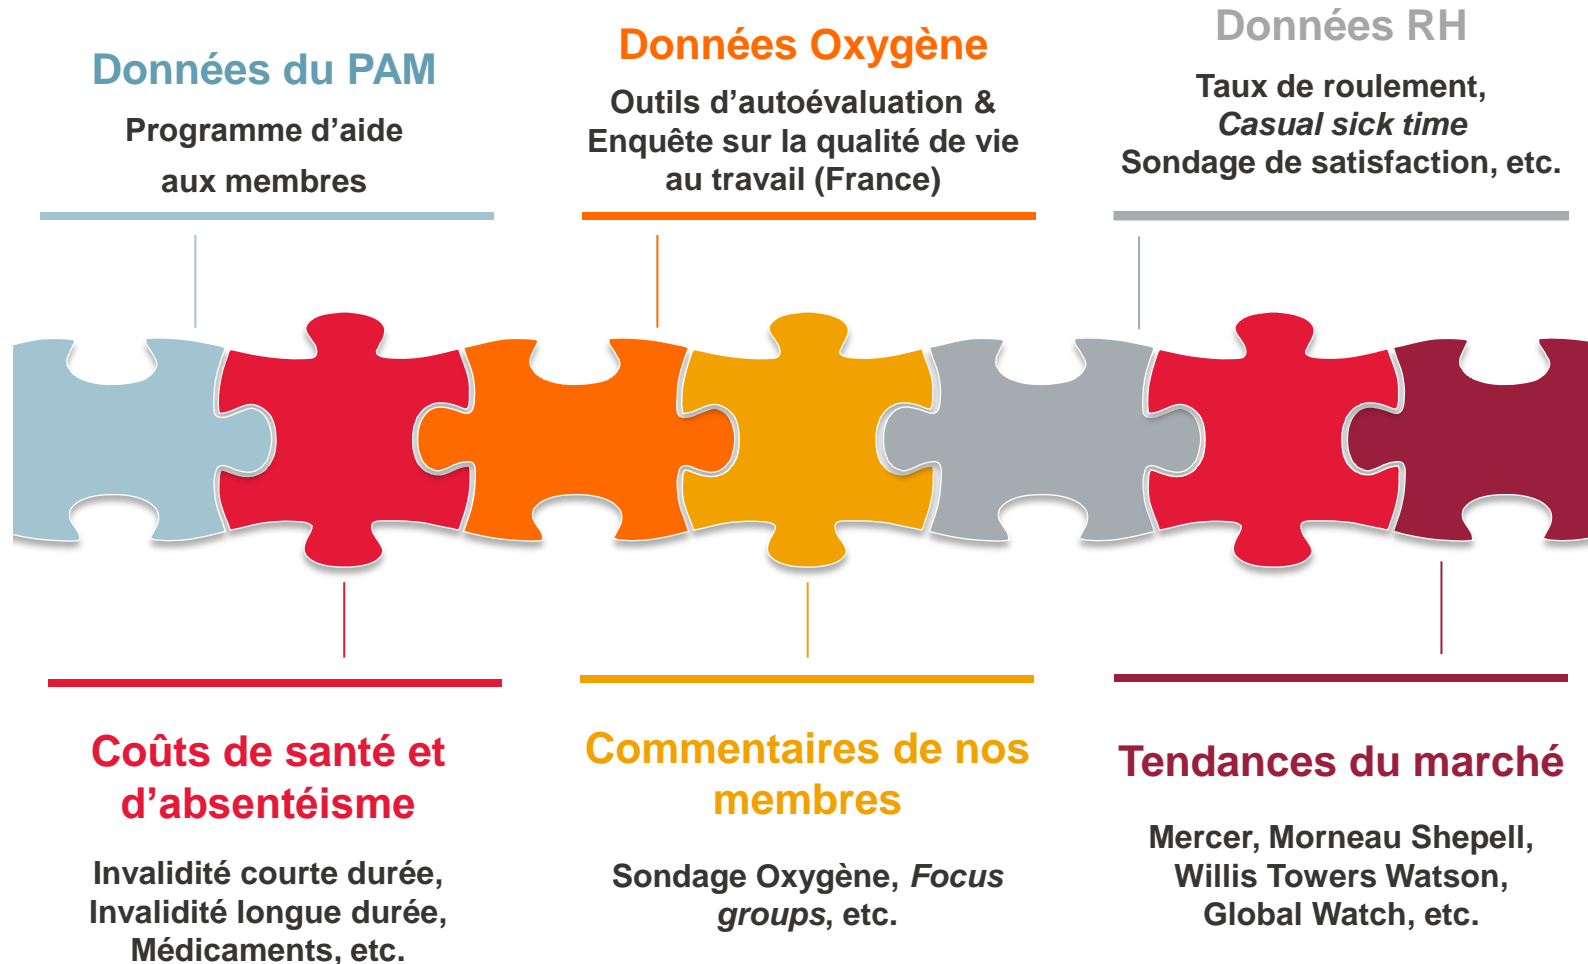 Données du PAM
Programme d’aide
aux membres
Données Oxygène
Outils d’autoévaluation &
Enquête sur la qualité de vie
au travail (France)
Données RH
Taux de roulement,
Casual sick time
Sondage de satisfaction, etc.
Coûts de santé et
d’absentéisme
Invalidité courte durée,
Invalidité longue durée,
Médicaments, etc.
Commentaires de nos
membres
Sondage Oxygène, Focus
groups, etc.
Tendances du marché
Mercer, Morneau Shepell,
Willis Towers Watson,
Global Watch, etc.